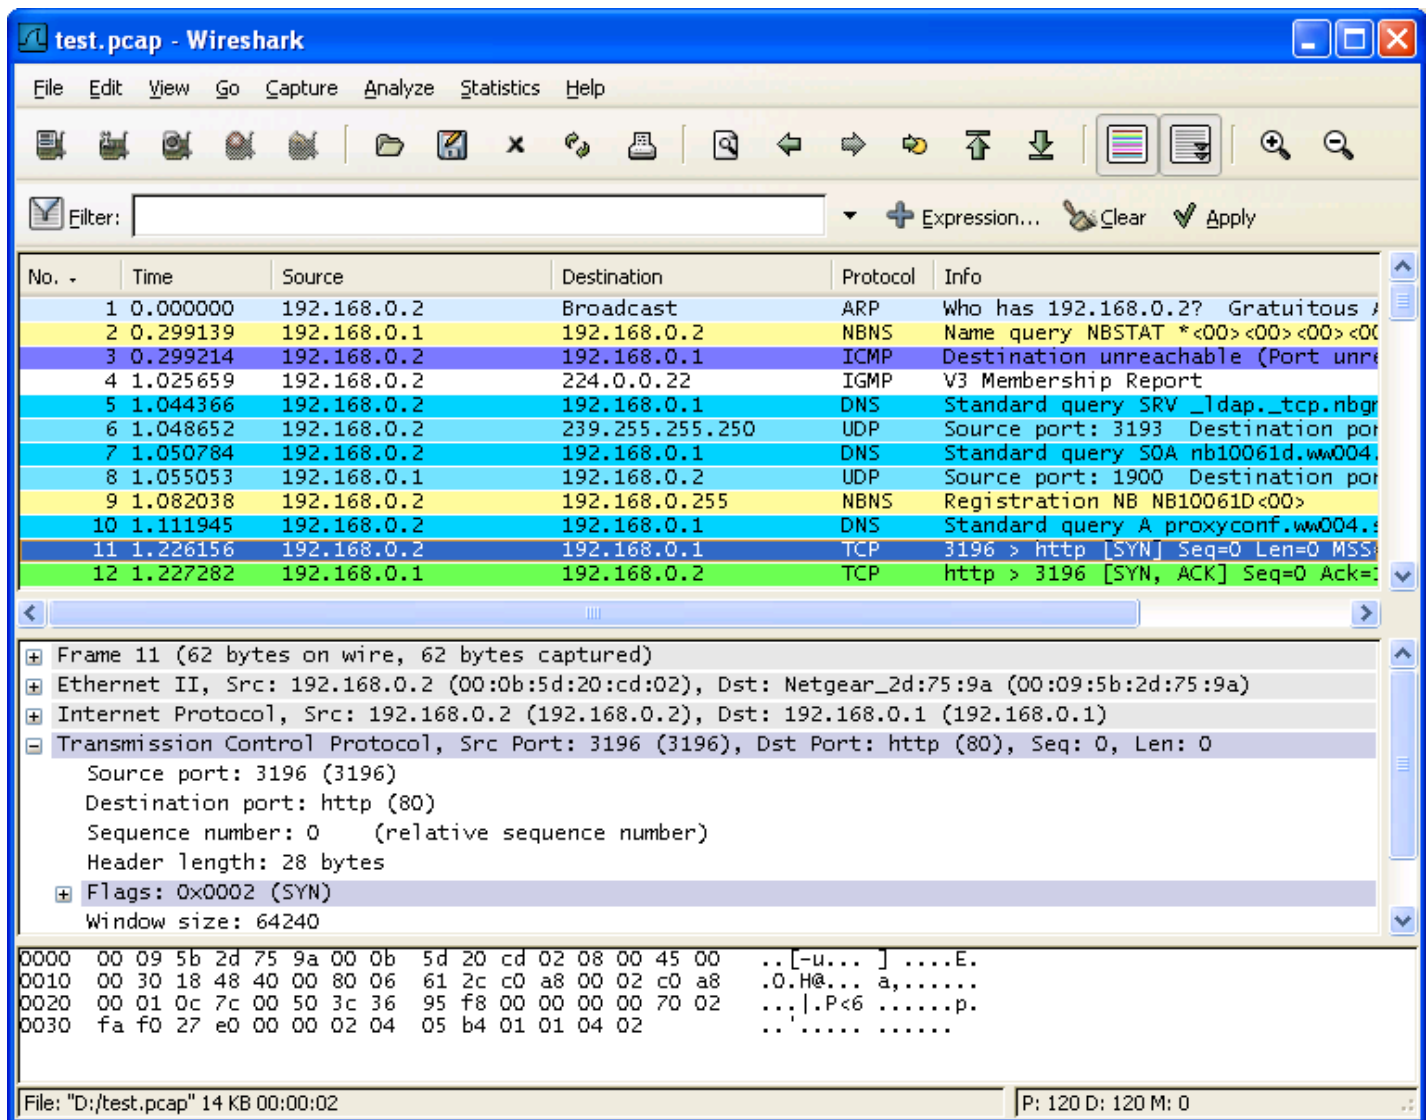 test.pcap - Wireshark
File Edit View Go Capture Analyze Statistics Help
Filter: Expression... Clear Apply
No. Time Source Destination Protocol Info
1 0.000000 192.168.0.2 Broadcast ARP Who has 192.168.0.2? Gratuitous
2 0.299139 192.168.0.1 192.168.0.2 NBNS Name query NBSTAT *<00><00><00><00
3 0.299214 192.168.0.2 192.168.0.1 ICMP Destination unreachable (Port unre
4 1.025659 192.168.0.2 224.0.0.22 IGMP V3 Membership Report
5 1.044366 192.168.0.2 192.168.0.1 DNS Standard query SRV _ldap._tcp.nbgr
6 1.048652 192.168.0.2 239.255.255.250 UDP Source port: 3193 Destination por
7 1.050784 192.168.0.2 192.168.0.1 DNS Standard query SOA nb10061d.ww004.
8 1.055053 192.168.0.1 192.168.0.2 UDP Source port: 1900 Destination por
9 1.082038 192.168.0.2 192.168.0.255 NBNS Registration NB NB10061D<00>
10 1.111945 192.168.0.2 192.168.0.1 DNS Standard query A proxyconf.ww004.s
11 1.226156 192.168.0.2 192.168.0.1 TCP 3196 > http [SYN] Seq=0 Len=0 MSS
12 1.227282 192.168.0.1 192.168.0.2 TCP http > 3196 [SYN, ACK] Seq=0 Ack=
Frame 11 (62 bytes on wire, 62 bytes captured)
Ethernet II, Src: 192.168.0.2 (00:0b:5d:20:cd:02), Dst: Netgear_2d:75:9a (00:09:5b:2d:75:9a)
Internet Protocol, Src: 192.168.0.2 (192.168.0.2), Dst: 192.168.0.1 (192.168.0.1)
Transmission Control Protocol, Src Port: 3196 (3196), Dst Port: http (80), Seq: 0, Len: 0
Source port: 3196 (3196)
Destination port: http (80)
Sequence number: 0 (relative sequence number)
Header length: 28 bytes
Flags: 0x0002 (SYN)
Window size: 64240
0000 00 09 5b 2d 75 9a 00 0b 5d 20 cd 02 08 00 45 00 ..[-u... ] ....E.
0010 00 30 18 48 40 00 80 06 61 2c c0 a8 00 02 c0 a8 .0.H@... a,......
0020 00 01 0c 7c 00 50 3c 36 95 f8 00 00 00 00 70 02 ...|.P<6 ......p.
0030 fa f0 27 e0 00 00 02 04 05 b4 01 01 04 02 ..'..... ......
File: "D:/test.pcap" 14 KB 00:00:02 P: 120 D: 120 M: 0